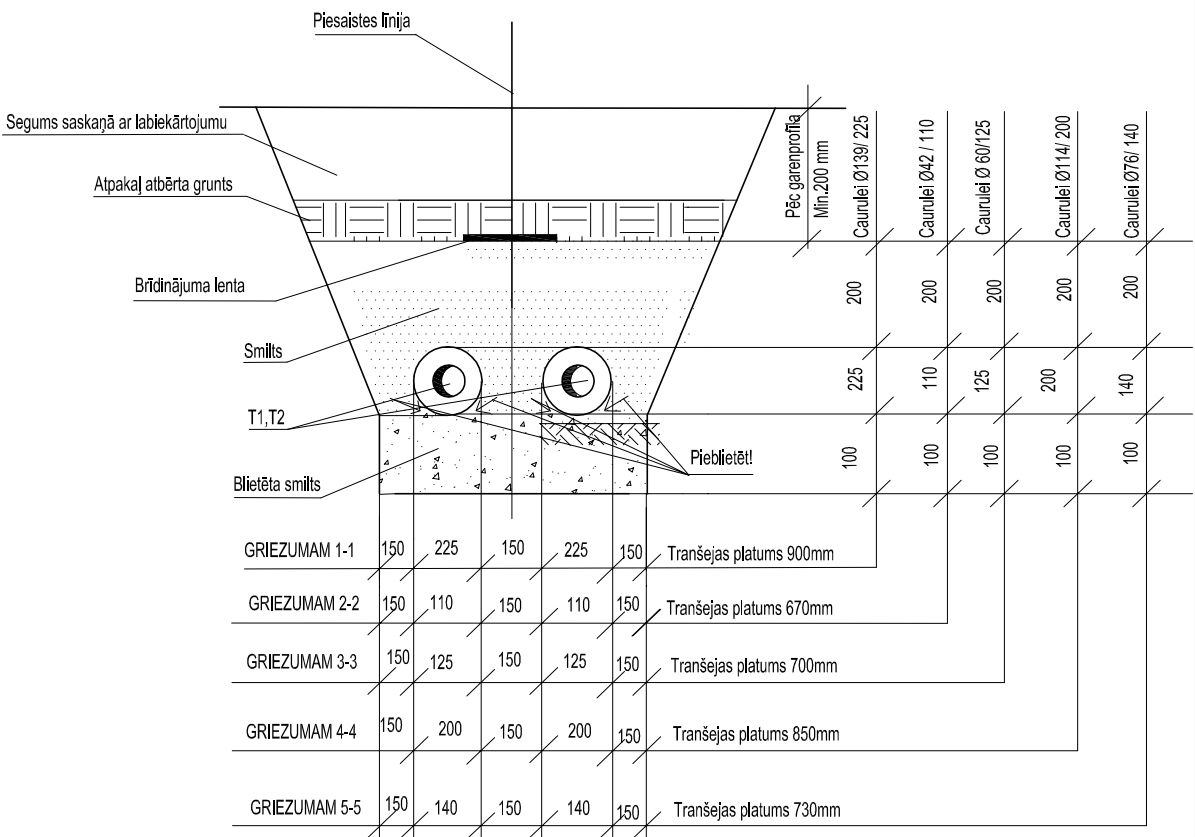 Piesaistes līnija
Segums saskaņā ar labiekārtojumu
Atpakaļ atbērta grunts
Brīdinājuma lenta
Smilts
T1,T2
Blietēta smilts
Pieblietēt!
Pēc garenprofila
Min.200 mm
Caurulei Ø139/ 225
Caurulei Ø42 / 110
Caurulei Ø 60/125
Caurulei Ø114/ 200
Caurulei Ø76/ 140
200 200 200 200 200
225 110 125 200 140
100 100 100 100 100
GRIEZUMAM 1-1 150 225 150 225 150 Tranšejas platums 900mm
GRIEZUMAM 2-2 150 110 150 110 150 Tranšejas platums 670mm
GRIEZUMAM 3-3 150 125 150 125 150 Tranšejas platums 700mm
GRIEZUMAM 4-4 150 200 150 200 150 Tranšejas platums 850mm
GRIEZUMAM 5-5 150 140 150 140 150 Tranšejas platums 730mm